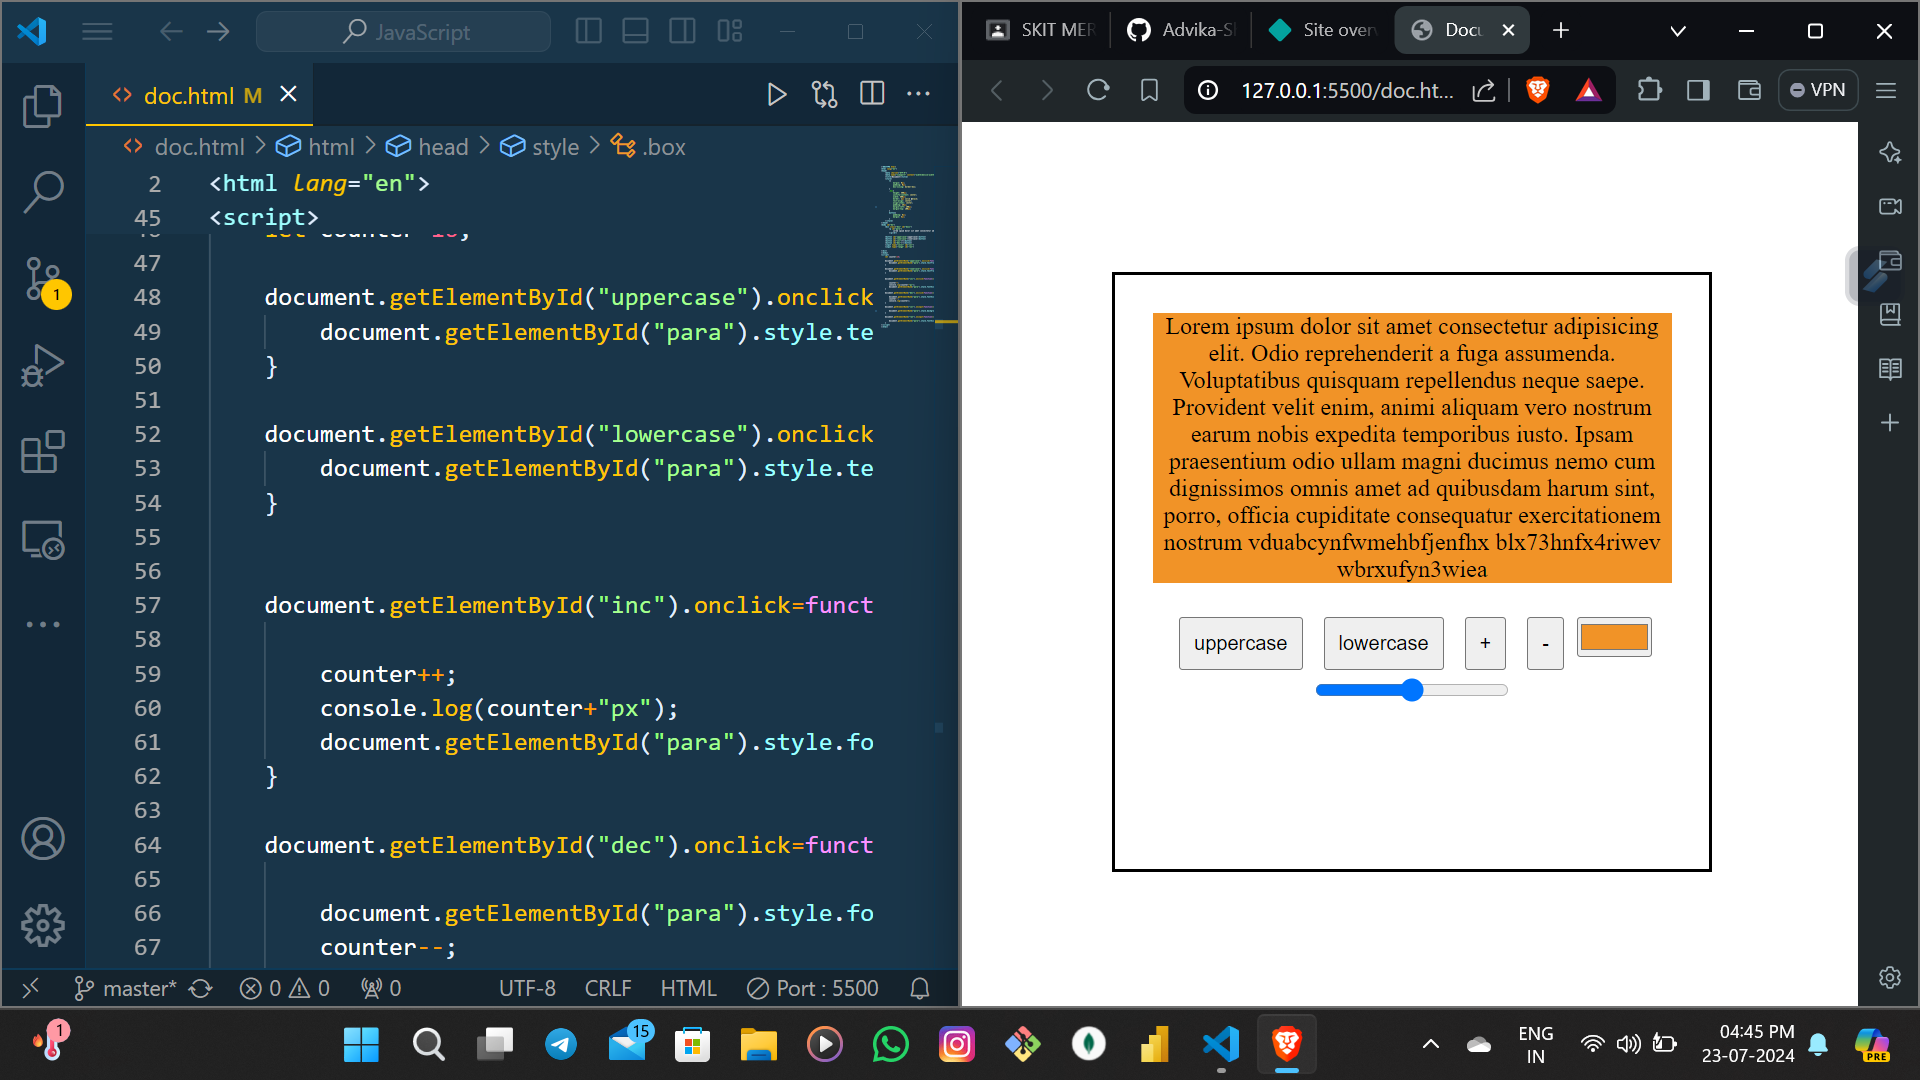 JavaScript
doc.html M
doc.html > html > head > style > .box
2 <html lang="en">
45 <script>
47
48 document.getElementById("uppercase").onclick
49 document.getElementById("para").style.te
50 }
51
52 document.getElementById("lowercase").onclick
53 document.getElementById("para").style.te
54 }
55
56
57 document.getElementById("inc").onclick=funct
58
59 counter++;
60 console.log(counter+"px");
61 document.getElementById("para").style.fo
62 }
63
64 document.getElementById("dec").onclick=funct
65
66 document.getElementById("para").style.fo
67 counter--;
1
master* 0 0 0 UTF-8 CRLF HTML Port : 5500
SKIT MER Advika-S Site over Docu
127.0.0.1:5500/doc.ht... VPN
Lorem ipsum dolor sit amet consectetur adipisicing
elit. Odio reprehenderit a fuga assumenda.
Voluptatibus quisquam repellendus neque saepe.
Provident velit enim, animi aliquam vero nostrum
earum nobis expedita temporibus iusto. Ipsam
praesentium odio ullam magni ducimus nemo cum
dignissimos omnis amet ad quibusdam harum sint,
porro, officia cupiditate consequatur exercitationem
nostrum vduabcynfwmehbfjenfhx blx73hnfx4riwev
wbrxufyn3wiea
uppercase lowercase + -
1
15
ENG
IN
04:45 PM
23-07-2024
PRE